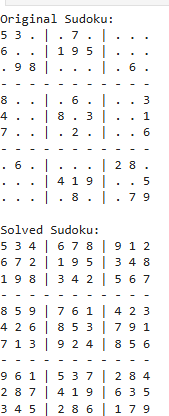 Original Sudoku:
5 3 . | . 7 . | . . .
6 . . | 1 9 5 | . . .
. 9 8 | . . . | . 6 .
- - - - - - - - - - -
8 . . | . 6 . | . . 3
4 . . | 8 . 3 | . . 1
7 . . | . 2 . | . . 6
- - - - - - - - - - -
. 6 . | . . . | 2 8 .
. . . | 4 1 9 | . . 5
. . . | . 8 . | . 7 9
Solved Sudoku:
5 3 4 | 6 7 8 | 9 1 2
6 7 2 | 1 9 5 | 3 4 8
1 9 8 | 3 4 2 | 5 6 7
- - - - - - - - - - -
8 5 9 | 7 6 1 | 4 2 3
4 2 6 | 8 5 3 | 7 9 1
7 1 3 | 9 2 4 | 8 5 6
- - - - - - - - - - -
9 6 1 | 5 3 7 | 2 8 4
2 8 7 | 4 1 9 | 6 3 5
3 4 5 | 2 8 6 | 1 7 9